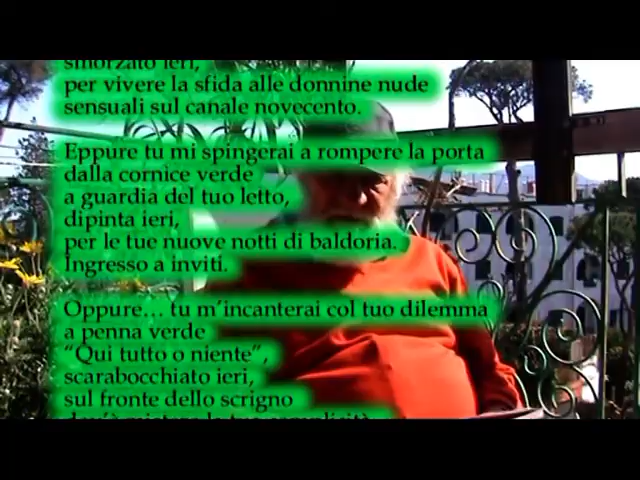 smorzato ieri,
per vivere la sfida alle donnine nude
sensuali sul canale novecento.
Eppure tu mi spingerai a rompere la porta
dalla cornice verde
a guardia del tuo letto,
dipinta ieri,
per le tue nuove notti di baldoria.
Ingresso a inviti.
Oppure… tu m'incanterai col tuo dilemma
a penna verde
“Qui tutto o niente”,
scarabocchiato ieri,
sul fronte dello scrigno